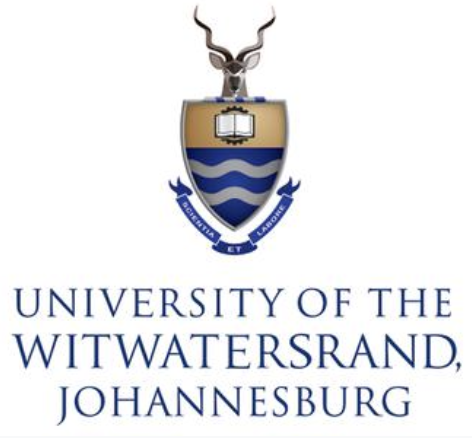 SCIENTIA
ET
LABORE
UNIVERSITY OF THE
WITWATERSRAND,
JOHANNESBURG